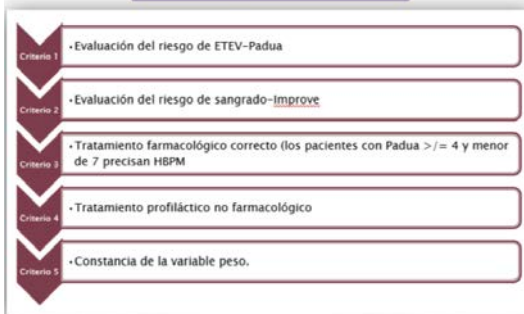 Criterio 1
·Evaluación del riesgo de ETEV-Padua
Criterio 2
·Evaluación del riesgo de sangrado-Improve
Criterio 3
·Tratamiento farmacológico correcto (los pacientes con Padua >/= 4 y menor
de 7 precisan HBPM
Criterio 4
·Tratamiento profiláctico no farmacológico
Criterio 5
·Constancia de la variable peso.